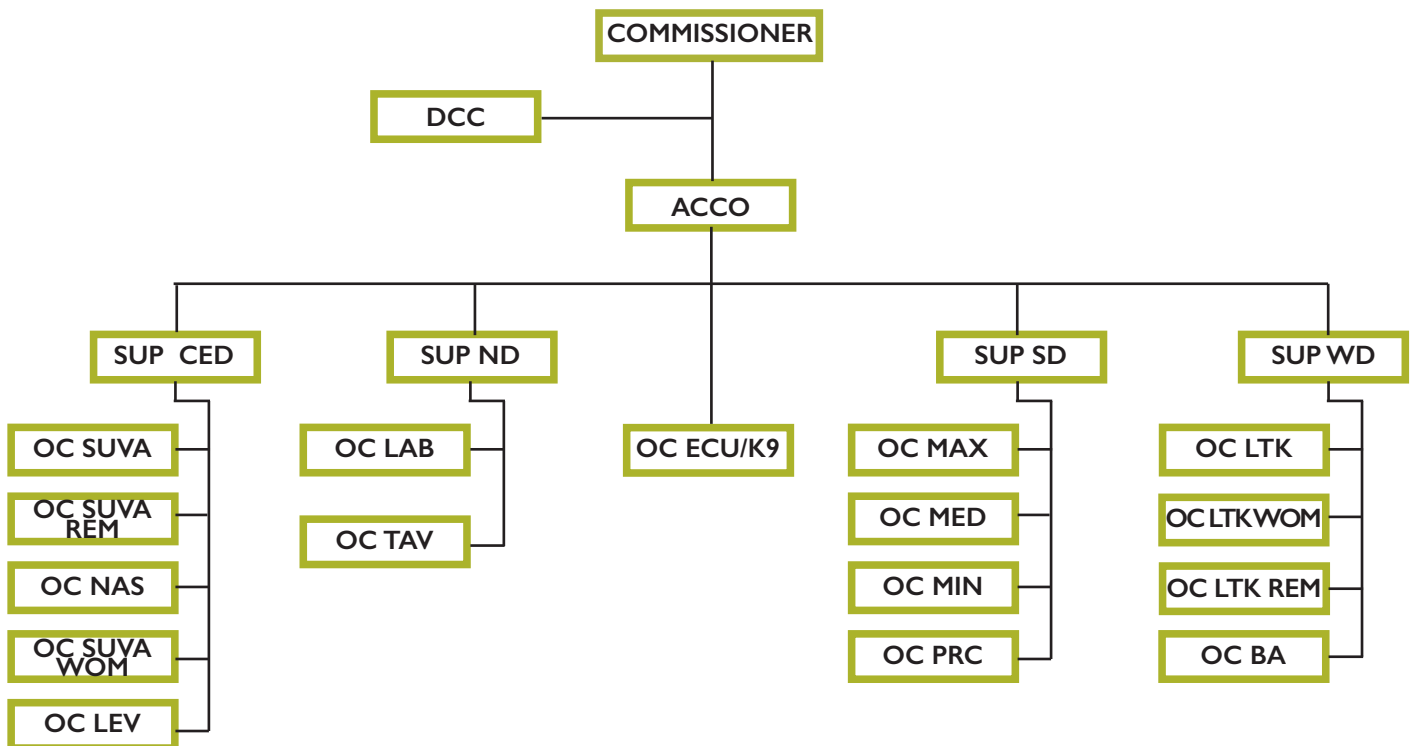 COMMISSIONER
DCC
ACCO
SUP CED
SUP ND
SUP SD
SUP WD
OC SUVA
OC LAB
OC ECU/K9
OC MAX
OC LTK
OC SUVA
REM
OC MED
OC LTKWOM
OC TAV
OC NAS
OC MIN
OC LTK REM
OC SUVA
WOM
OC PRC
OC BA
OC LEV